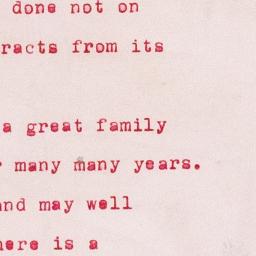 done not on
racts from its
a great family
many many years.
and may well
here is a